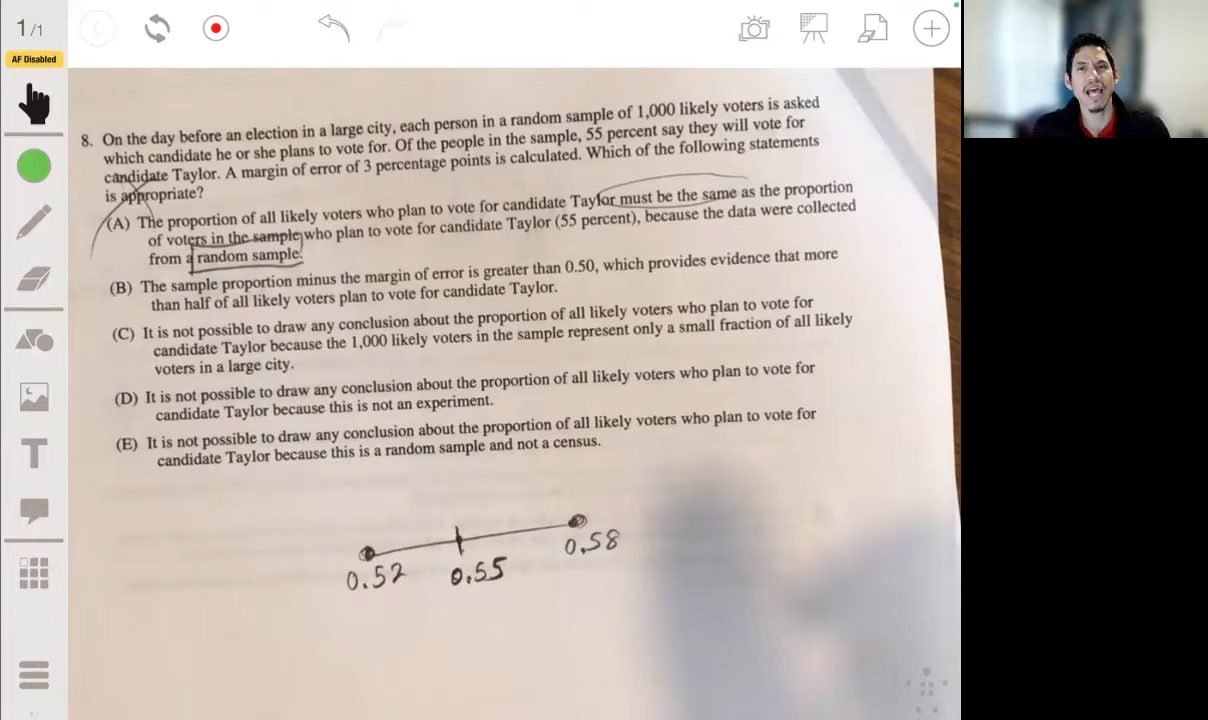 1/1
AF Disabled
8. On the day before an election in a large city, each person in a random sample of 1,000 likely voters is asked
which candidate he or she plans to vote for. Of the people in the sample, 55 percent say they will vote for
candidate Taylor. A margin of error of 3 percentage points is calculated. Which of the following statements
is appropriate?
(A) The proportion of all likely voters who plan to vote for candidate Taylor must be the same as the proportion
of voters in the sample who plan to vote for candidate Taylor (55 percent), because the data were collected
from a random sample.
(B) The sample proportion minus the margin of error is greater than 0.50, which provides evidence that more
than half of all likely voters plan to vote for candidate Taylor.
(C) It is not possible to draw any conclusion about the proportion of all likely voters who plan to vote for
candidate Taylor because the 1,000 likely voters in the sample represent only a small fraction of all likely
voters in a large city.
(D) It is not possible to draw any conclusion about the proportion of all likely voters who plan to vote for
candidate Taylor because this is not an experiment.
(E) It is not possible to draw any conclusion about the proportion of all likely voters who plan to vote for
candidate Taylor because this is a random sample and not a census.
0.52 0.55 0.58
T